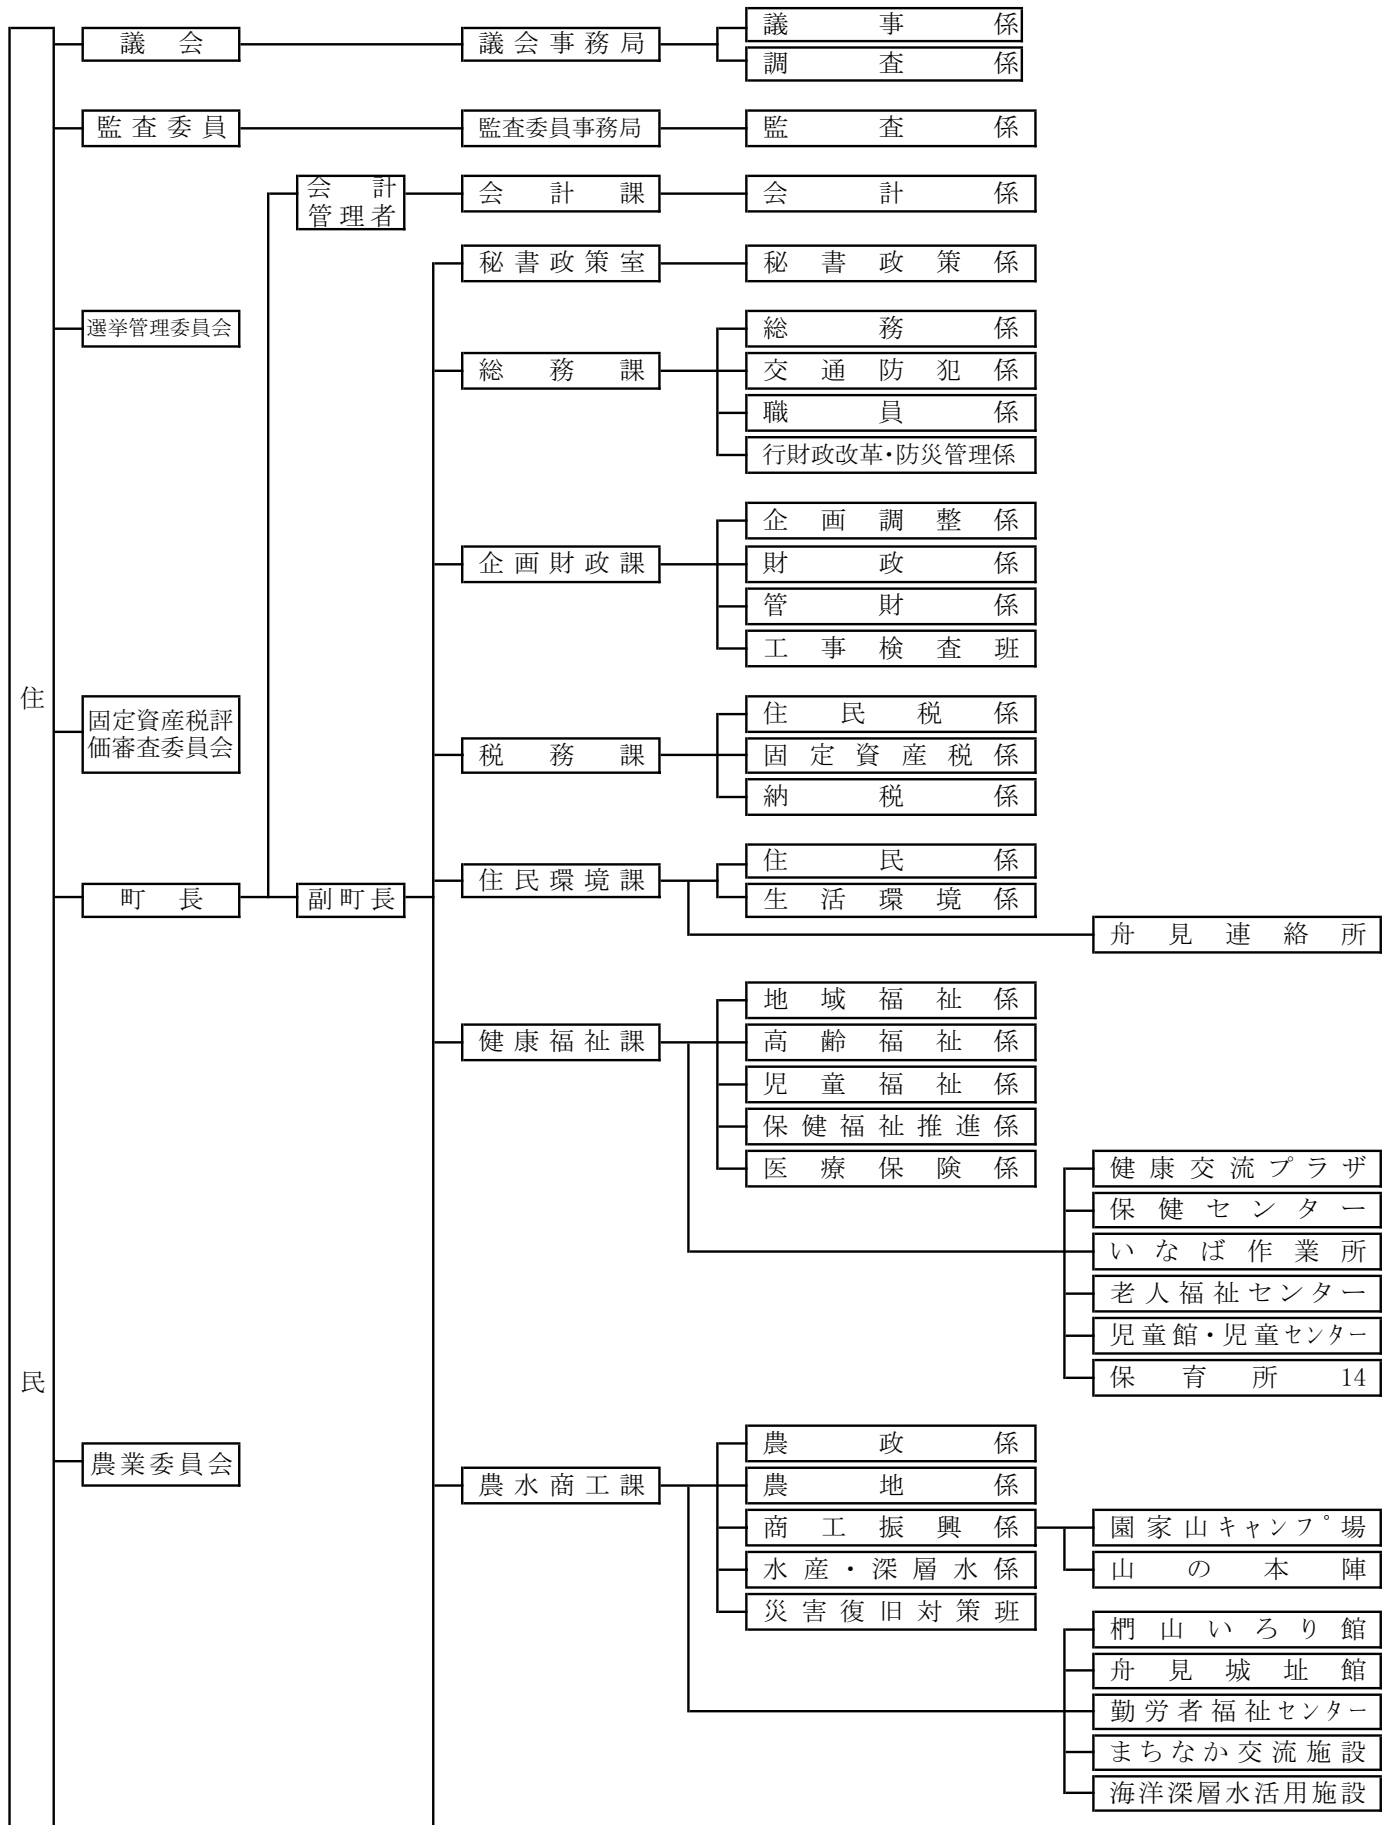 住民
議会
議会事務局
議事係
調査係
監査委員
監査委員事務局
監査係
会計
管理者
会計課
会計係
秘書政策室
秘書政策係
選挙管理委員会
総務課
総務係
交通防犯係
職員係
行財政改革・防災管理係
企画財政課
企画調整係
財政係
管財係
工事検査班
固定資産税評
価審査委員会
税務課
住民税係
固定資産税係
納税係
町長
副町長
住民環境課
住民係
生活環境係
舟見連絡所
健康福祉課
地域福祉係
高齢福祉係
児童福祉係
保健福祉推進係
医療保険係
健康交流プラザ
保健センター
いなば作業所
老人福祉センター
児童館・児童センター
保育所 14
農業委員会
農水商工課
農政係
農地係
商工振興係
水産・深層水係
災害復旧対策班
園家山キャンプ場
山の本陣
椚山いろり館
舟見城址館
勤労者福祉センター
まちなか交流施設
海洋深層水活用施設